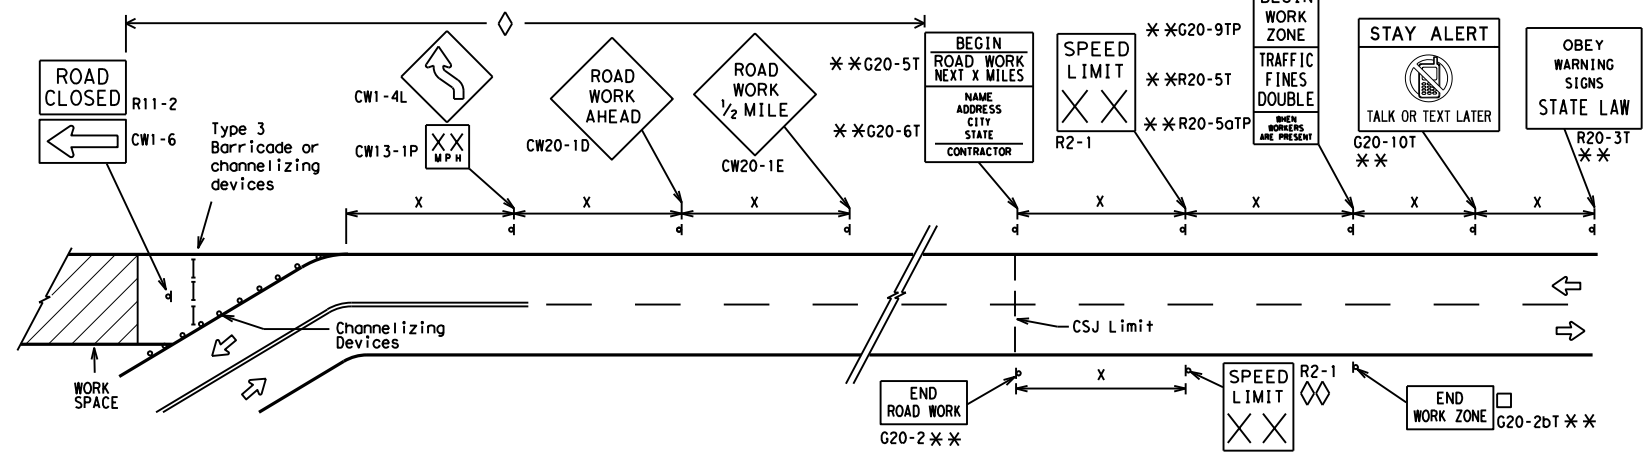 ROAD
CLOSED
R11-2
CW1-6
Type 3
Barricade or
channelizing
devices
CW1-4L
XX
MPH
CW13-1P
ROAD
WORK
AHEAD
CW20-1D
ROAD
WORK
1/2 MILE
CW20-1E
* *G20-5T
* *G20-6T
BEGIN
ROAD WORK
NEXT X MILES
NAME
ADDRESS
CITY
STATE
CONTRACTOR
SPEED
LIMIT
X X
R2-1
* *G20-9TP
* *R20-5T
* *R20-5aTP
BEGIN
WORK
ZONE
TRAFFIC
FINES
DOUBLE
WHEN
WORKERS
ARE PRESENT
STAY ALERT
TALK OR TEXT LATER
G20-10T
* *
OBEY
WARNING
SIGNS
STATE LAW
R20-3T
* *
X
X
X
X
X
X
X
Channelizing
Devices
WORK
SPACE
CSJ Limit
END
ROAD WORK
G20-2 * *
X
SPEED
LIMIT
X X
R2-1
END
WORK ZONE
G20-2bT * *